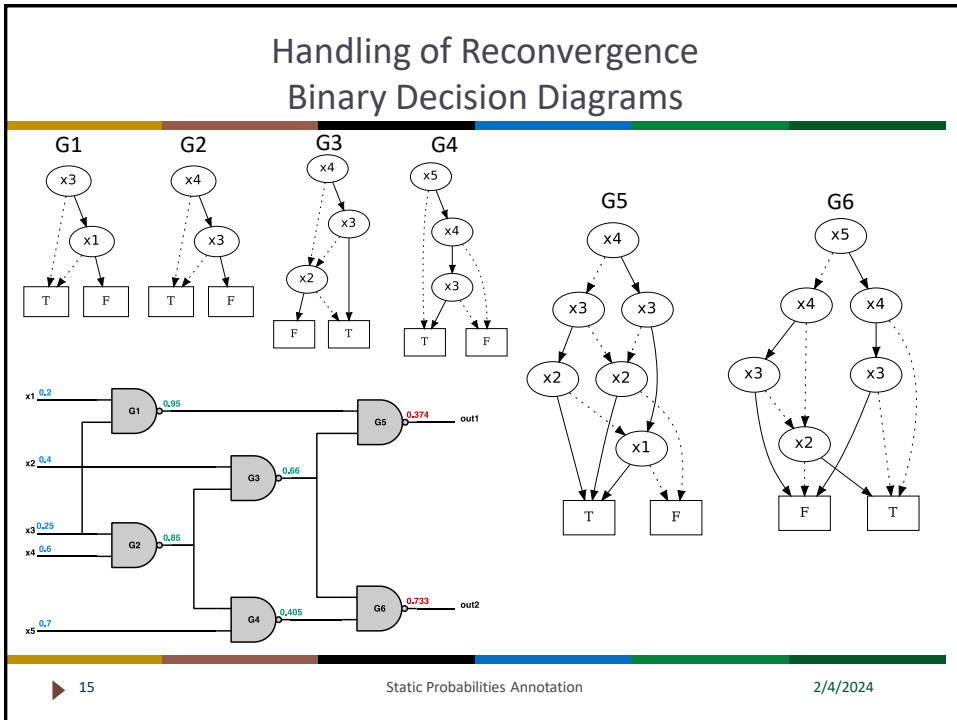 Handling of Reconvergence
Binary Decision Diagrams
G1
x3
x1
T F
G2
x4
x3
T F
G3
x4
x3
x2
F T
G4
x5
x4
x3
T F
G5
x4
x3 x3
x2 x2
x1
T F
G6
x5
x4 x4
x3 x3
x2
F T
x1 0.2
G1 0.95
G5 0.374 out1
x2 0.4
G3 0.66
x3 0.25
x4 0.6
G2 0.85
G4 0.405
G6 0.733 out2
x5 0.7
15 Static Probabilities Annotation 2/4/2024